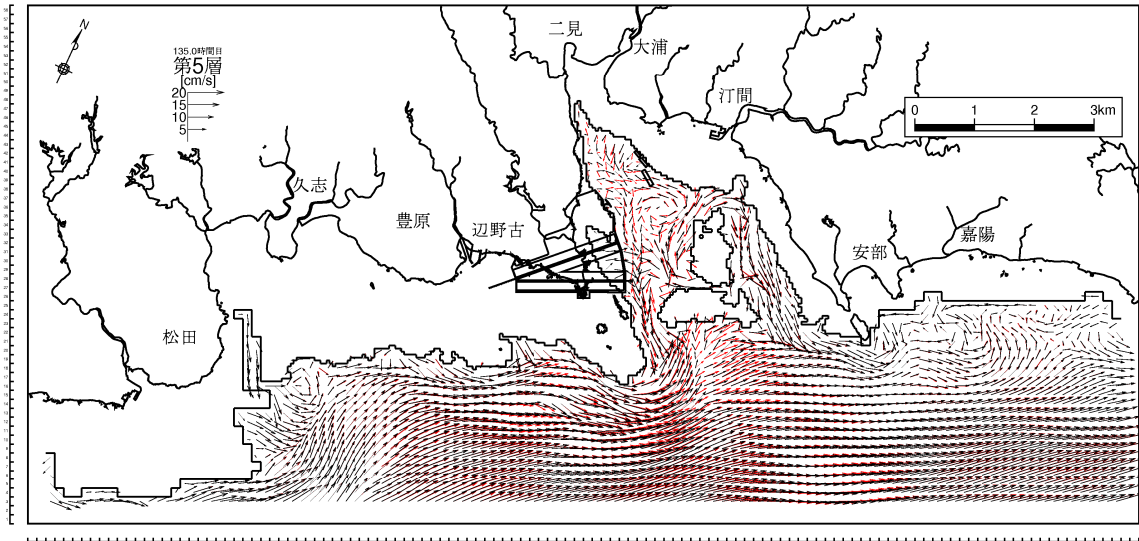 二見
大浦
N
135.0時間目
第5層
[cm/s]
20
15
10
5
汀間
0 1 2 3km
久志
豊原
辺野古
安部
嘉陽
松田